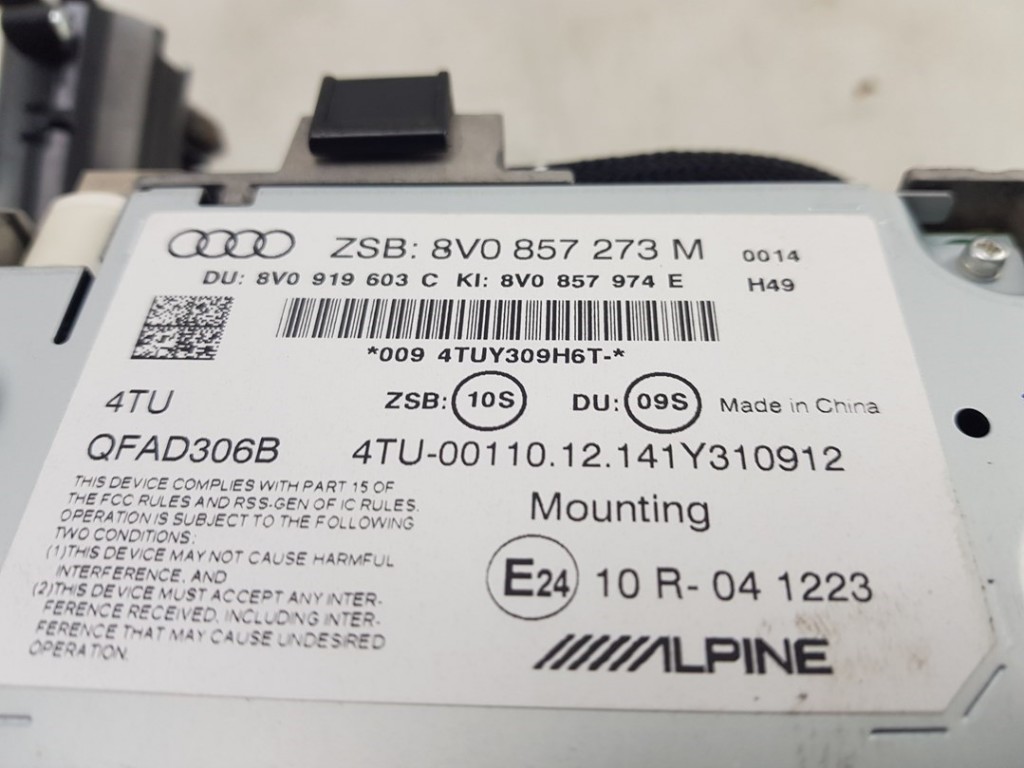 ZSB: 8V0 857 273 M 0014
DU: 8V0 919 603 C KI: 8V0 857 974 E H49
*009 4TUY309H6T-*
4TU ZSB: 10S DU: 09S Made in China
QFAD306B 4TU-00110.12.141Y310912
THIS DEVICE COMPLIES WITH PART 15 OF
THE FCC RULES AND RSS-GEN OF IC RULES.
OPERATION IS SUBJECT TO THE FOLLOWING
TWO CONDITIONS:
(1)THIS DEVICE MAY NOT CAUSE HARMFUL
INTERFERENCE, AND
(2)THIS DEVICE MUST ACCEPT ANY INTER-
FERENCE RECEIVED, INCLUDING INTER-
FERENCE THAT MAY CAUSE UNDESIRED
OPERATION.
Mounting
E24 10 R- 04 1223
ALPINE